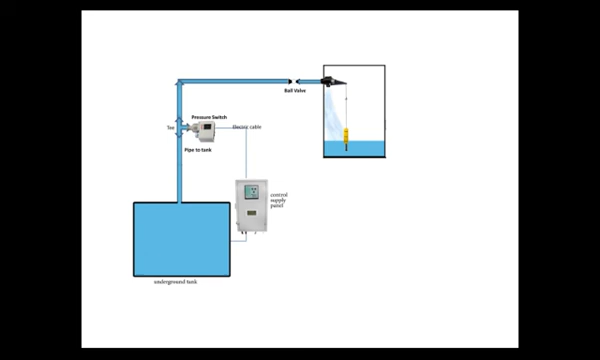 Ball Valve
Pressure Switch
Tee
Electric cable
Pipe to tank
control
supply
panel
underground tank